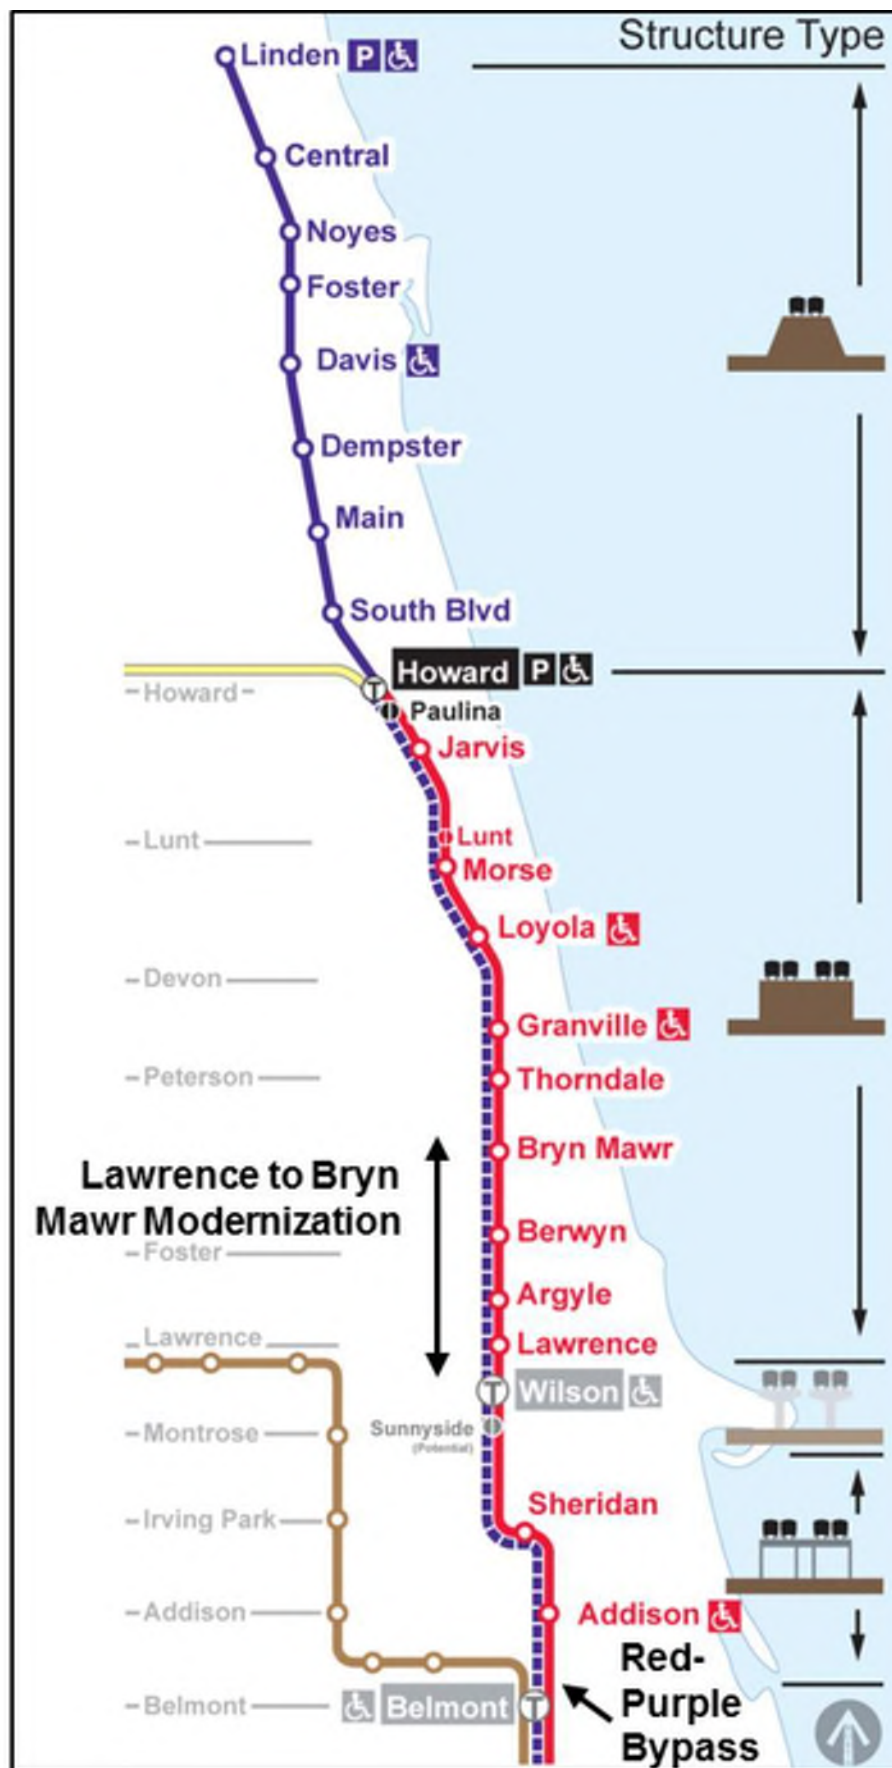 Structure Type
Linden P
Central
Noyes
Foster
Davis
Dempster
Main
South Blvd
Howard P
Howard
Paulina
Jarvis
Lunt
Lunt
Morse
Loyola
Devon
Granville
Peterson
Thorndale
Bryn Mawr
Lawrence to Bryn
Mawr Modernization
Berwyn
Foster
Argyle
Lawrence
Lawrence
T Wilson
Sunnyside
(Potential)
Montrose
Sheridan
Irving Park
Addison
Addison
Red-
Purple
Bypass
Belmont
Belmont T